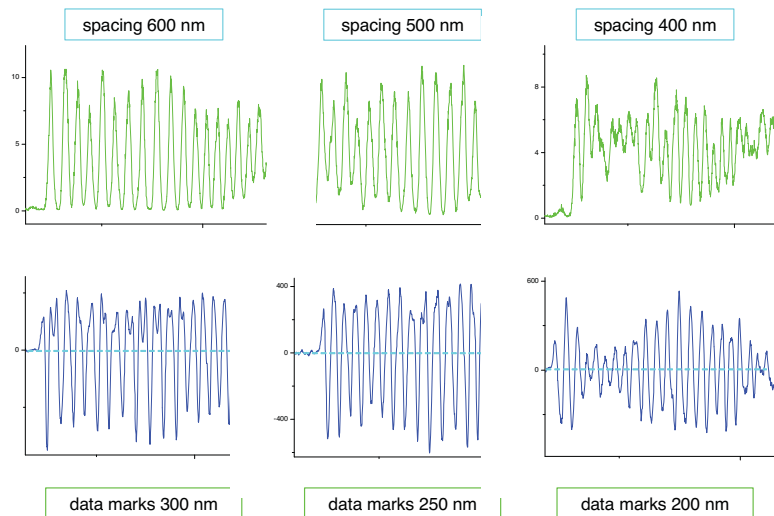 spacing 600 nm
spacing 500 nm
spacing 400 nm
10
5
0
8
4
0
0
400
0
-400
600
0
data marks 300 nm
data marks 250 nm
data marks 200 nm